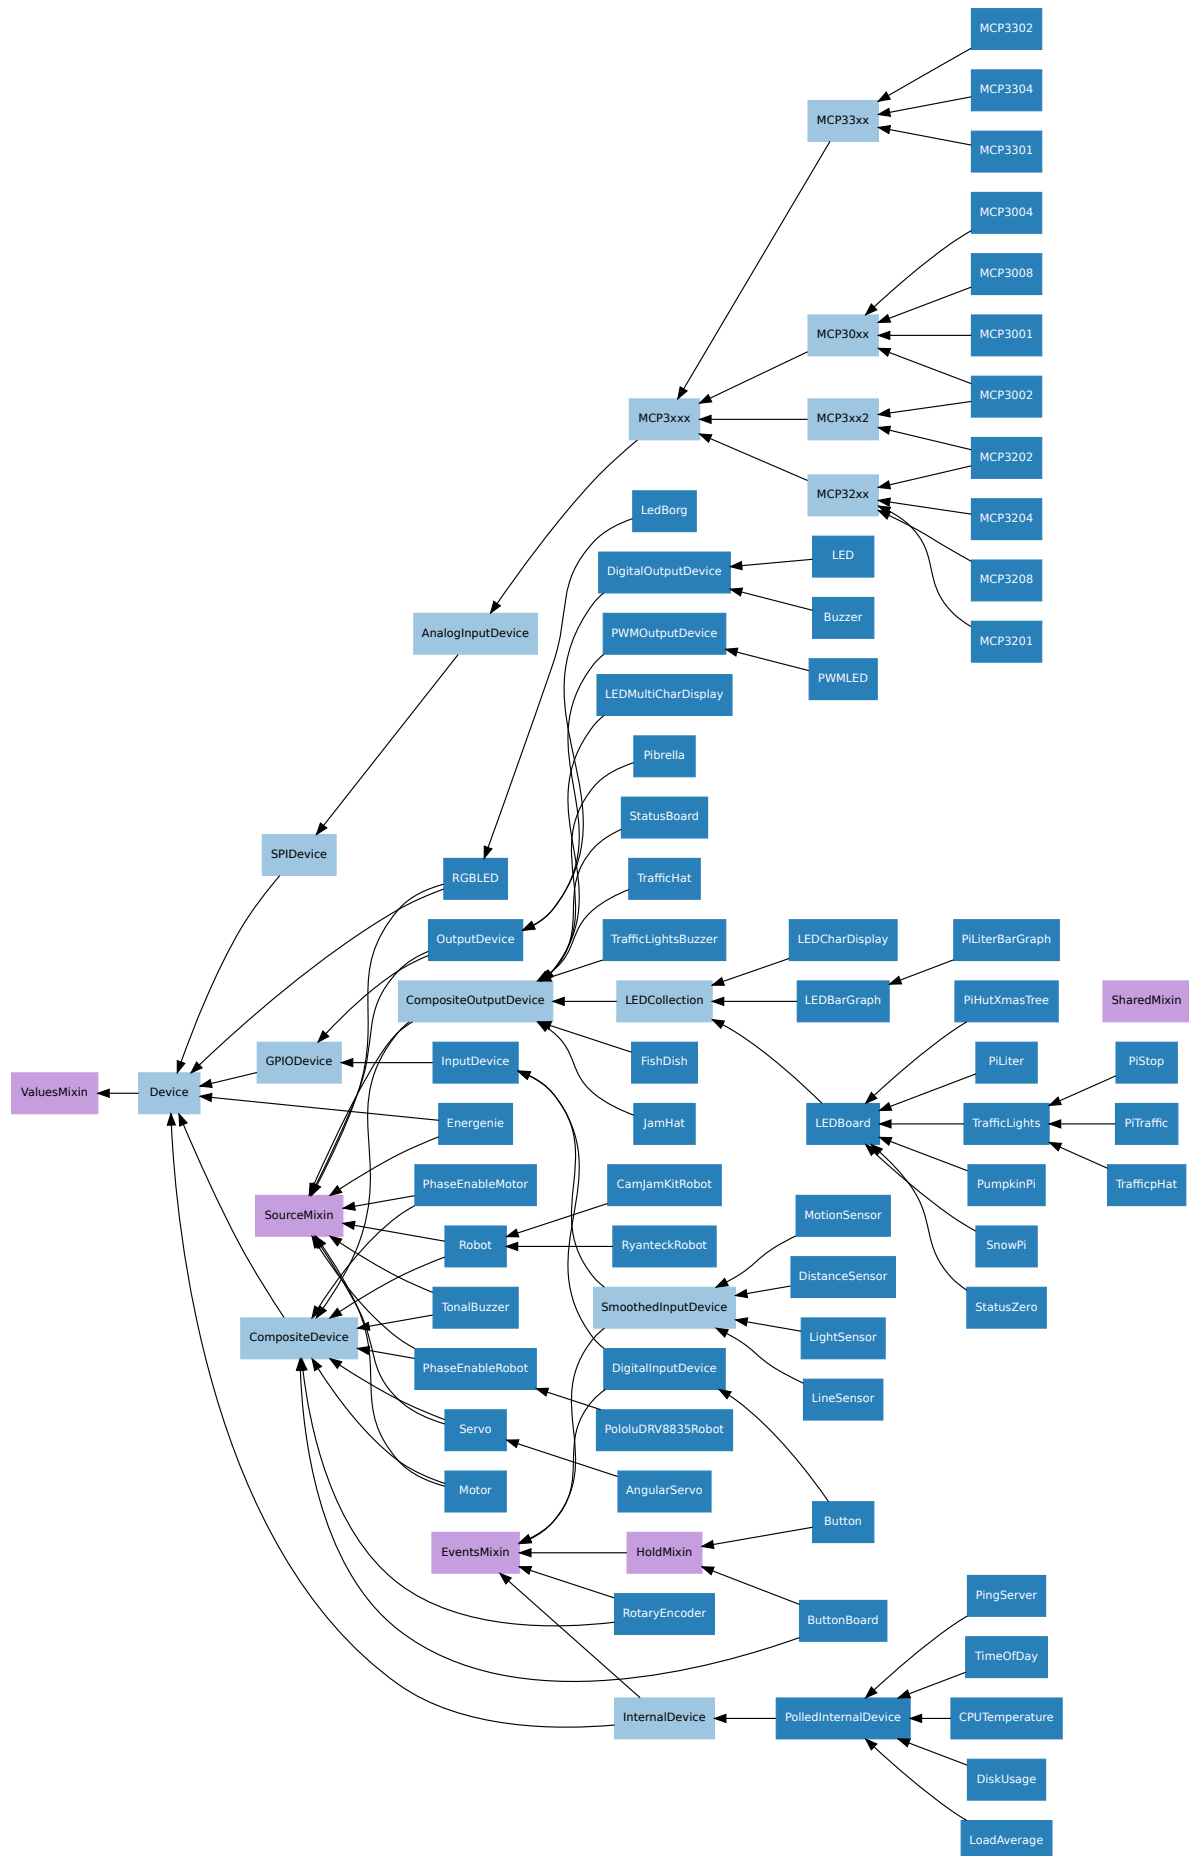 MCP3302
MCP3304
MCP33xx
MCP3301
MCP3004
MCP3008
MCP30xx
MCP3001
MCP3002
MCP3xxx
MCP3xx2
MCP3202
MCP32xx
LedBorg
MCP3204
LED
DigitalOutputDevice
MCP3208
Buzzer
PWMOutputDevice
AnalogInputDevice
MCP3201
PWMLED
LEDMultiCharDisplay
Pibrella
StatusBoard
SPIDevice
RGBLED
TrafficHat
OutputDevice
TrafficLightsBuzzer
LEDCharDisplay
PiLiterBarGraph
CompositeOutputDevice
LEDCollection
LEDBarGraph
PiHutXmasTree
SharedMixin
GPIODevice
InputDevice
FishDish
PiLiter
PiStop
ValuesMixin
Device
Energenie
JamHat
LEDBoard
TrafficLights
PiTraffic
PhaseEnableMotor
CamJamKitRobot
PumpkinPi
TrafficpHat
SourceMixin
MotionSensor
Robot
RyanteckRobot
SnowPi
DistanceSensor
TonalBuzzer
SmoothedInputDevice
StatusZero
CompositeDevice
LightSensor
PhaseEnableRobot
DigitalInputDevice
LineSensor
Servo
PololuDRV8835Robot
Motor
AngularServo
Button
EventsMixin
HoldMixin
PingServer
RotaryEncoder
ButtonBoard
TimeOfDay
InternalDevice
PolledInternalDevice
CPUTemperature
DiskUsage
LoadAverage